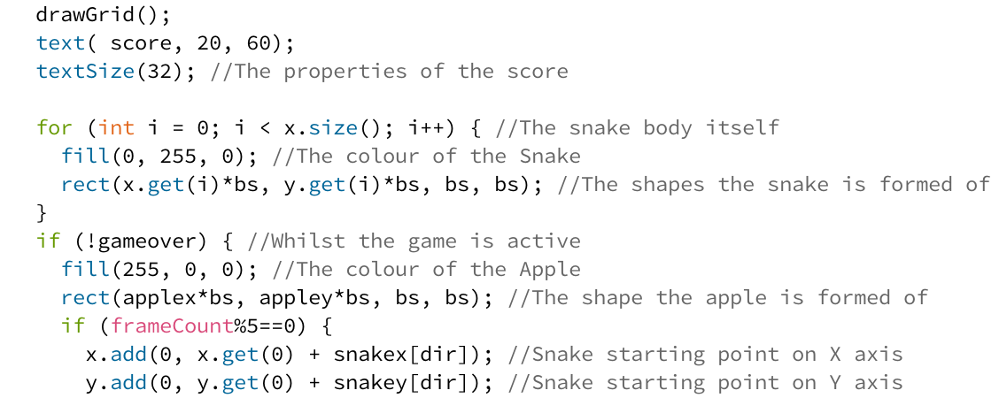 drawGrid();
text( score, 20, 60);
textSize(32); //The properties of the score
for (int i = 0; i < x.size(); i++) { //The snake body itself
fill(0, 255, 0); //The colour of the Snake
rect(x.get(i)*bs, y.get(i)*bs, bs, bs); //The shapes the snake is formed of
}
if (!gameover) { //Whilst the game is active
fill(255, 0, 0); //The colour of the Apple
rect(applex*bs, appley*bs, bs, bs); //The shape the apple is formed of
if (frameCount%5==0) {
x.add(0, x.get(0) + snakex[dir]); //Snake starting point on X axis
y.add(0, y.get(0) + snakey[dir]); //Snake starting point on Y axis